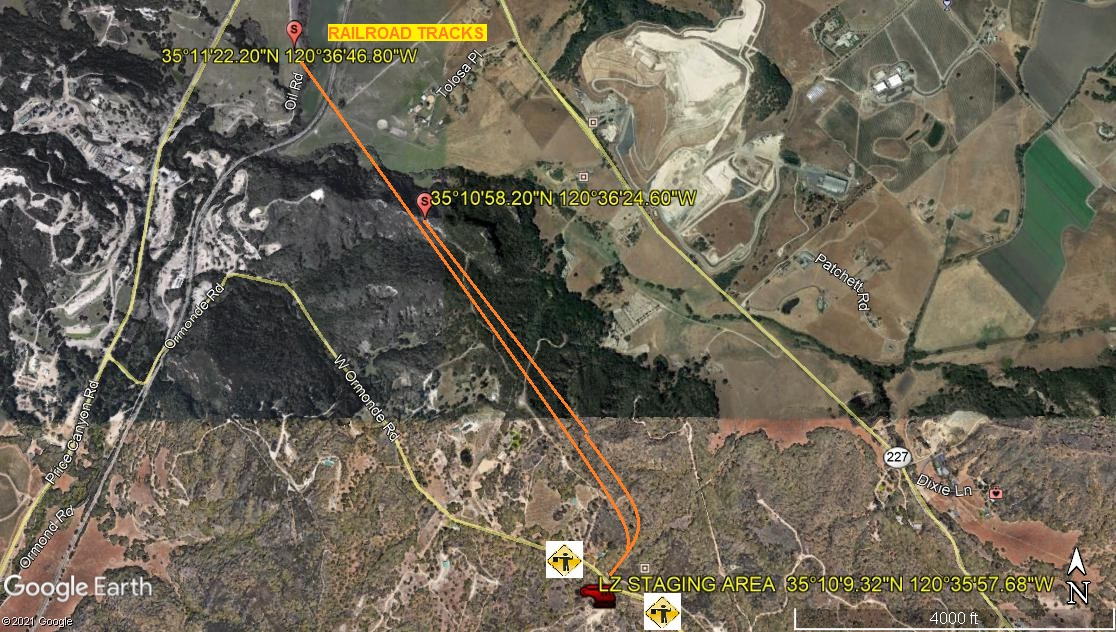 S
RAILROAD TRACKS
35°11'22.20"N 120°36'46.80"W
Oil Rd
Tolosa Pl
S
35°10'58.20"N 120°36'24.60"W
Patchett Rd
Ormonde Rd
W Ormonde Rd
Price Canyon Rd
227
Dixie Ln
Ormond Rd
LZ STAGING AREA 35°10'9.32"N 120°35'57.68"W
Google Earth
N
4000 ft
©2021 Google